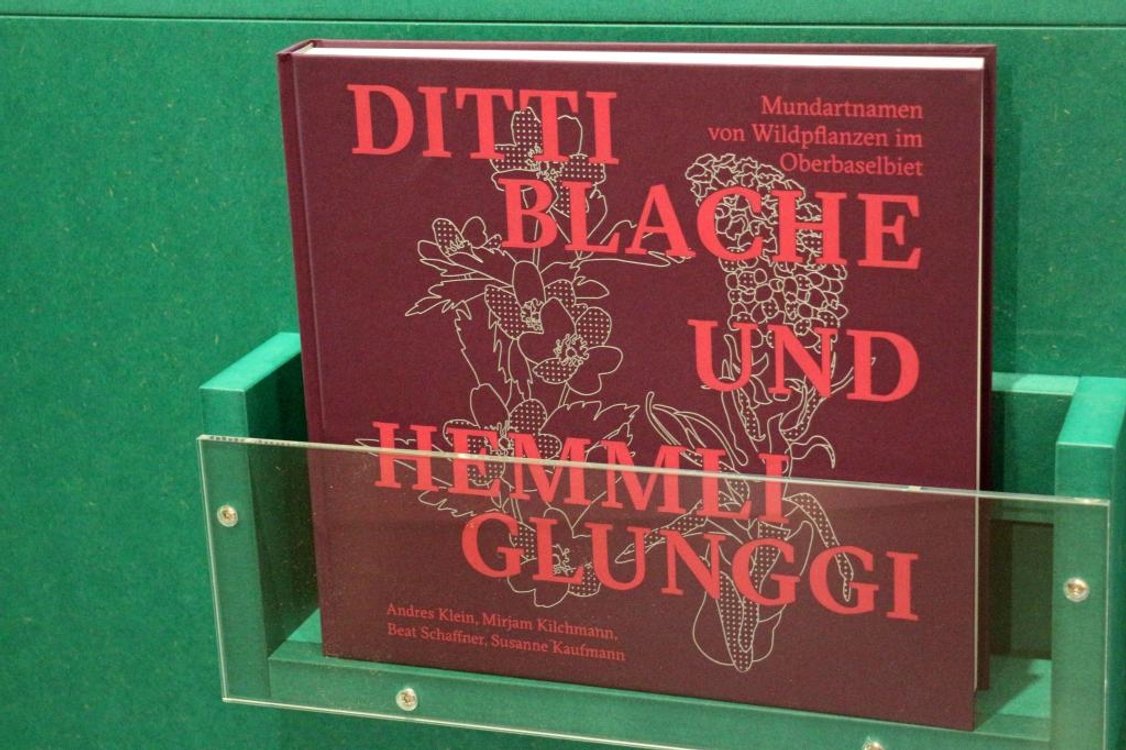 DITTI
Mundartnamen
von Wildpflanzen im
Oberbaselbiet
BLACHE
UND
HEMMLI
GLUNGGI
Andres Klein, Mirjam Kilchmann,
Beat Schaffner, Susanne Kaufmann